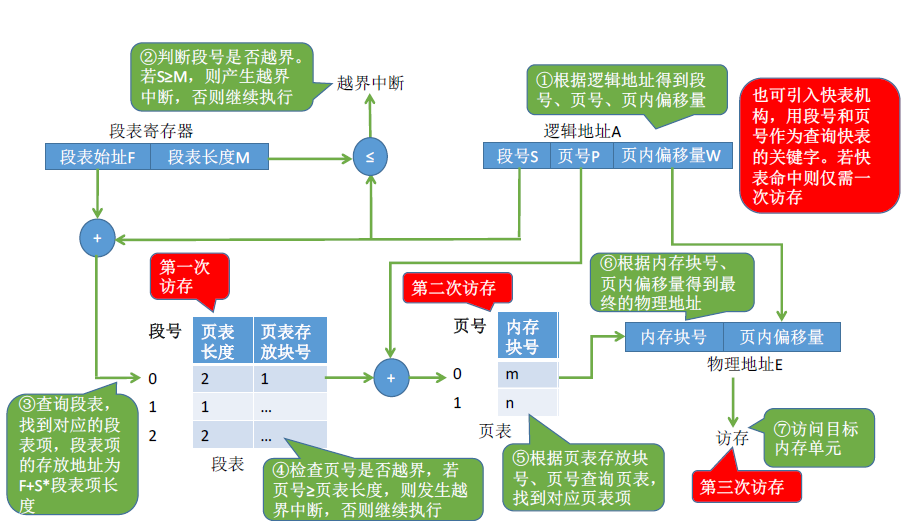 ②判断段号是否越界。
若S≥M，则产生越界
中断，否则继续执行
越界中断
①根据逻辑地址得到段
号、页号、页内偏移量
也可引入快表机
构，用段号和页
号作为查询快表
的关键字。若快
表命中则仅需一
次访存
段表寄存器
段表始址F
段表长度M
≤
逻辑地址A
段号S
页号P
页内偏移量W
+
第一次
访存
第二次访存
⑥根据内存块号、
页内偏移量得到最
终的物理地址
段号
页表
长度
页表存
放块号
0
2
1
1
1
...
2
2
...
段表
+
页号
内存
块号
0
m
1
n
页表
内存块号
页内偏移量
物理地址E
③查询段表，
找到对应的段
表项，段表项
的存放地址为
F+S*段表项长
度
④检查页号是否越界，若
页号≥页表长度，则发生越
界中断，否则继续执行
⑤根据页表存放块
号、页号查询页表，
找到对应页表项
访存
⑦访问目标
内存单元
第三次访存